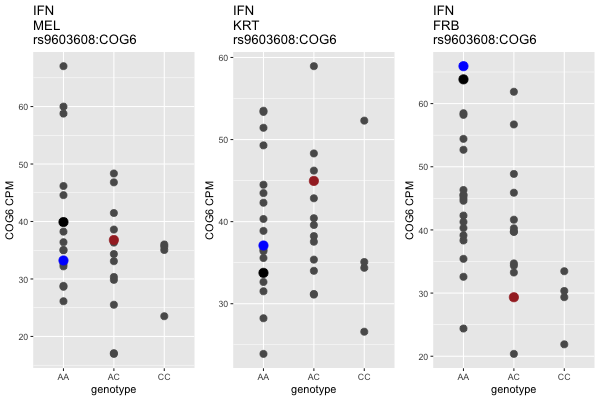 IFN
MEL
rs9603608:COG6
COG6 CPM
60
50
40
30
20
AA AC CC
genotype
IFN
KRT
rs9603608:COG6
COG6 CPM
60
50
40
30
AA AC CC
genotype
IFN
FRB
rs9603608:COG6
COG6 CPM
60
50
40
30
20
AA AC CC
genotype